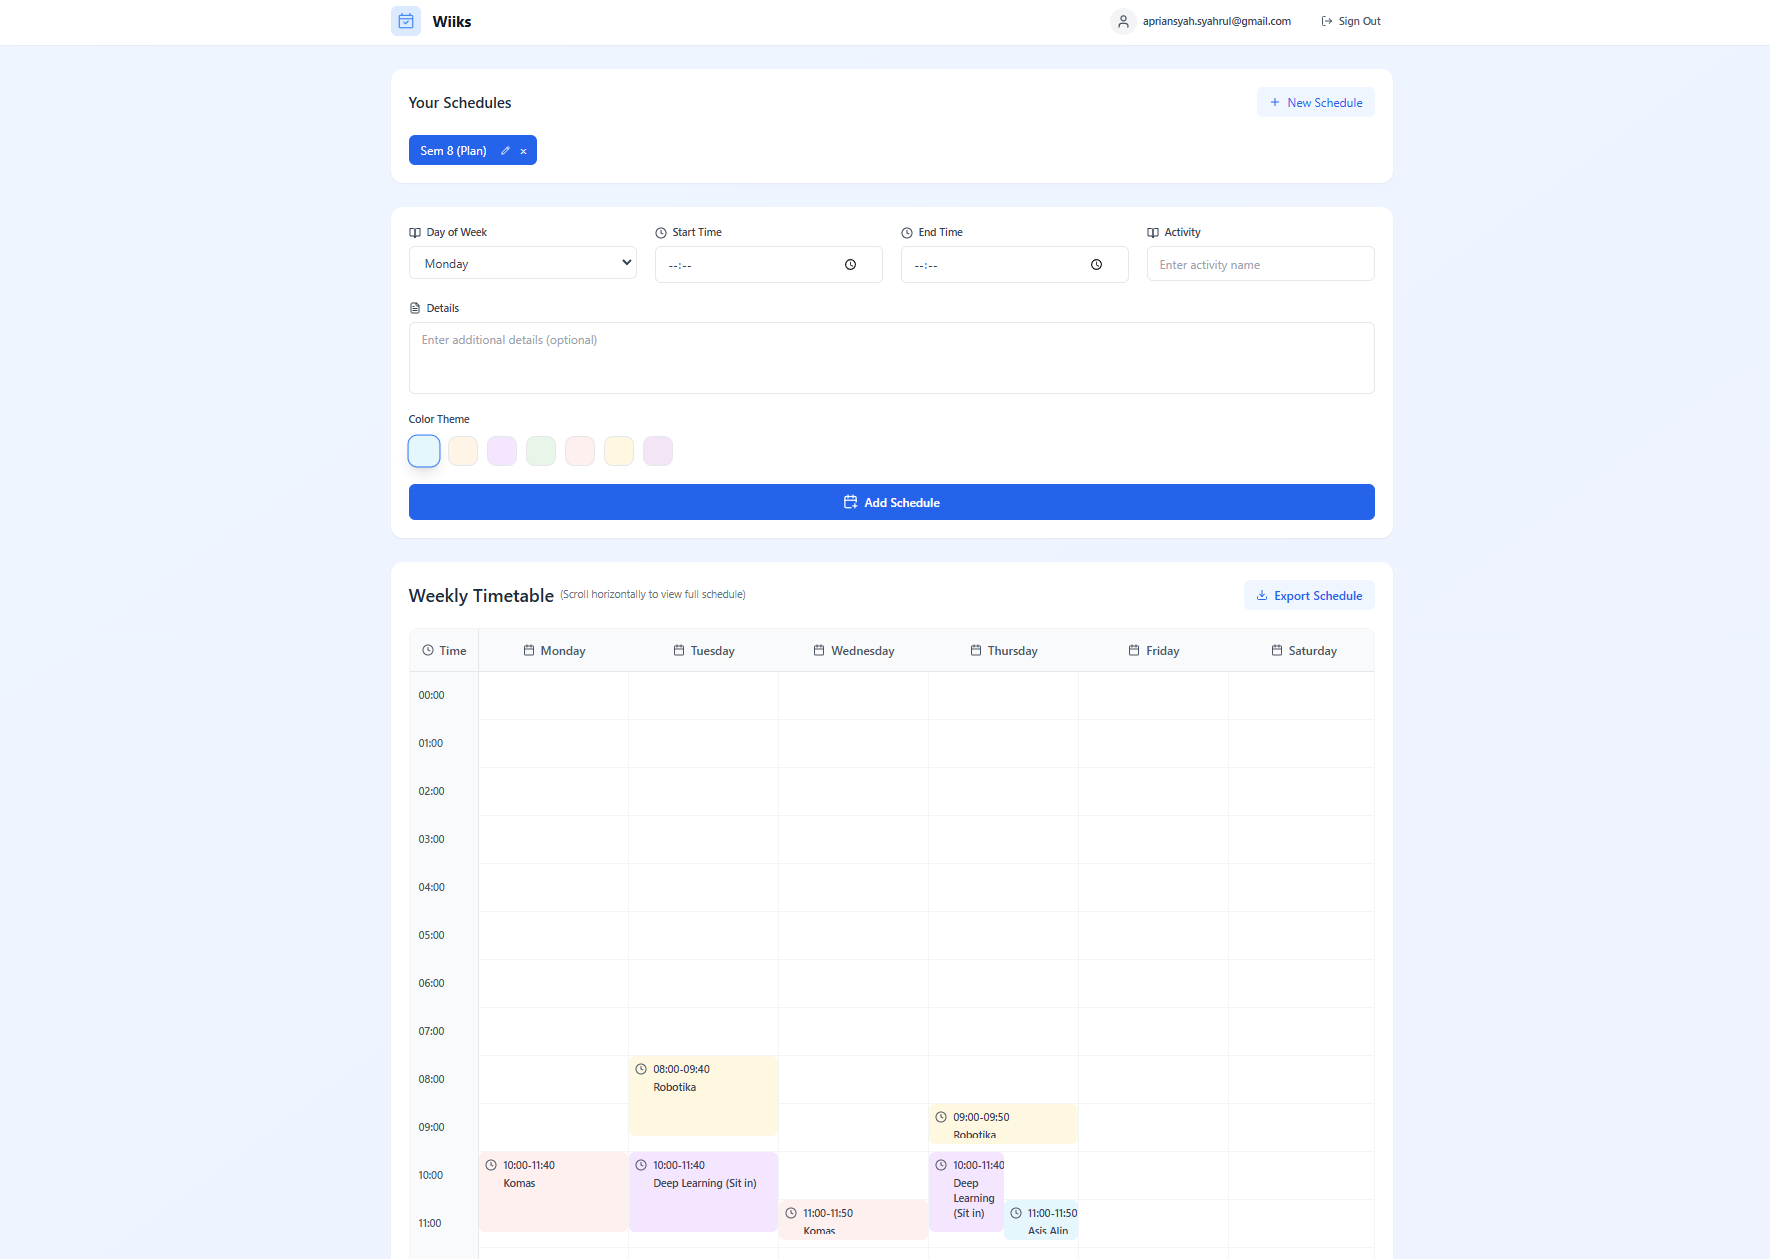 Wiiks
apriansyah.syahrul@gmail.com
Sign Out
Your Schedules
+ New Schedule
Sem 8 (Plan) ×
Day of Week
Start Time
End Time
Activity
Monday
--:--
--:--
Enter activity name
Details
Enter additional details (optional)
Color Theme
Add Schedule
Weekly Timetable (Scroll horizontally to view full schedule)
Export Schedule
Time
Monday
Tuesday
Wednesday
Thursday
Friday
Saturday
00:00
01:00
02:00
03:00
04:00
05:00
06:00
07:00
08:00
08:00-09:40
Robotika
09:00
09:00-09:50
Robotika
10:00
10:00-11:40
Komas
10:00-11:40
Deep Learning (Sit in)
10:00-11:40
Deep
Learning
(Sit in)
11:00
11:00-11:50
Komas
11:00-11:50
Asis Alin